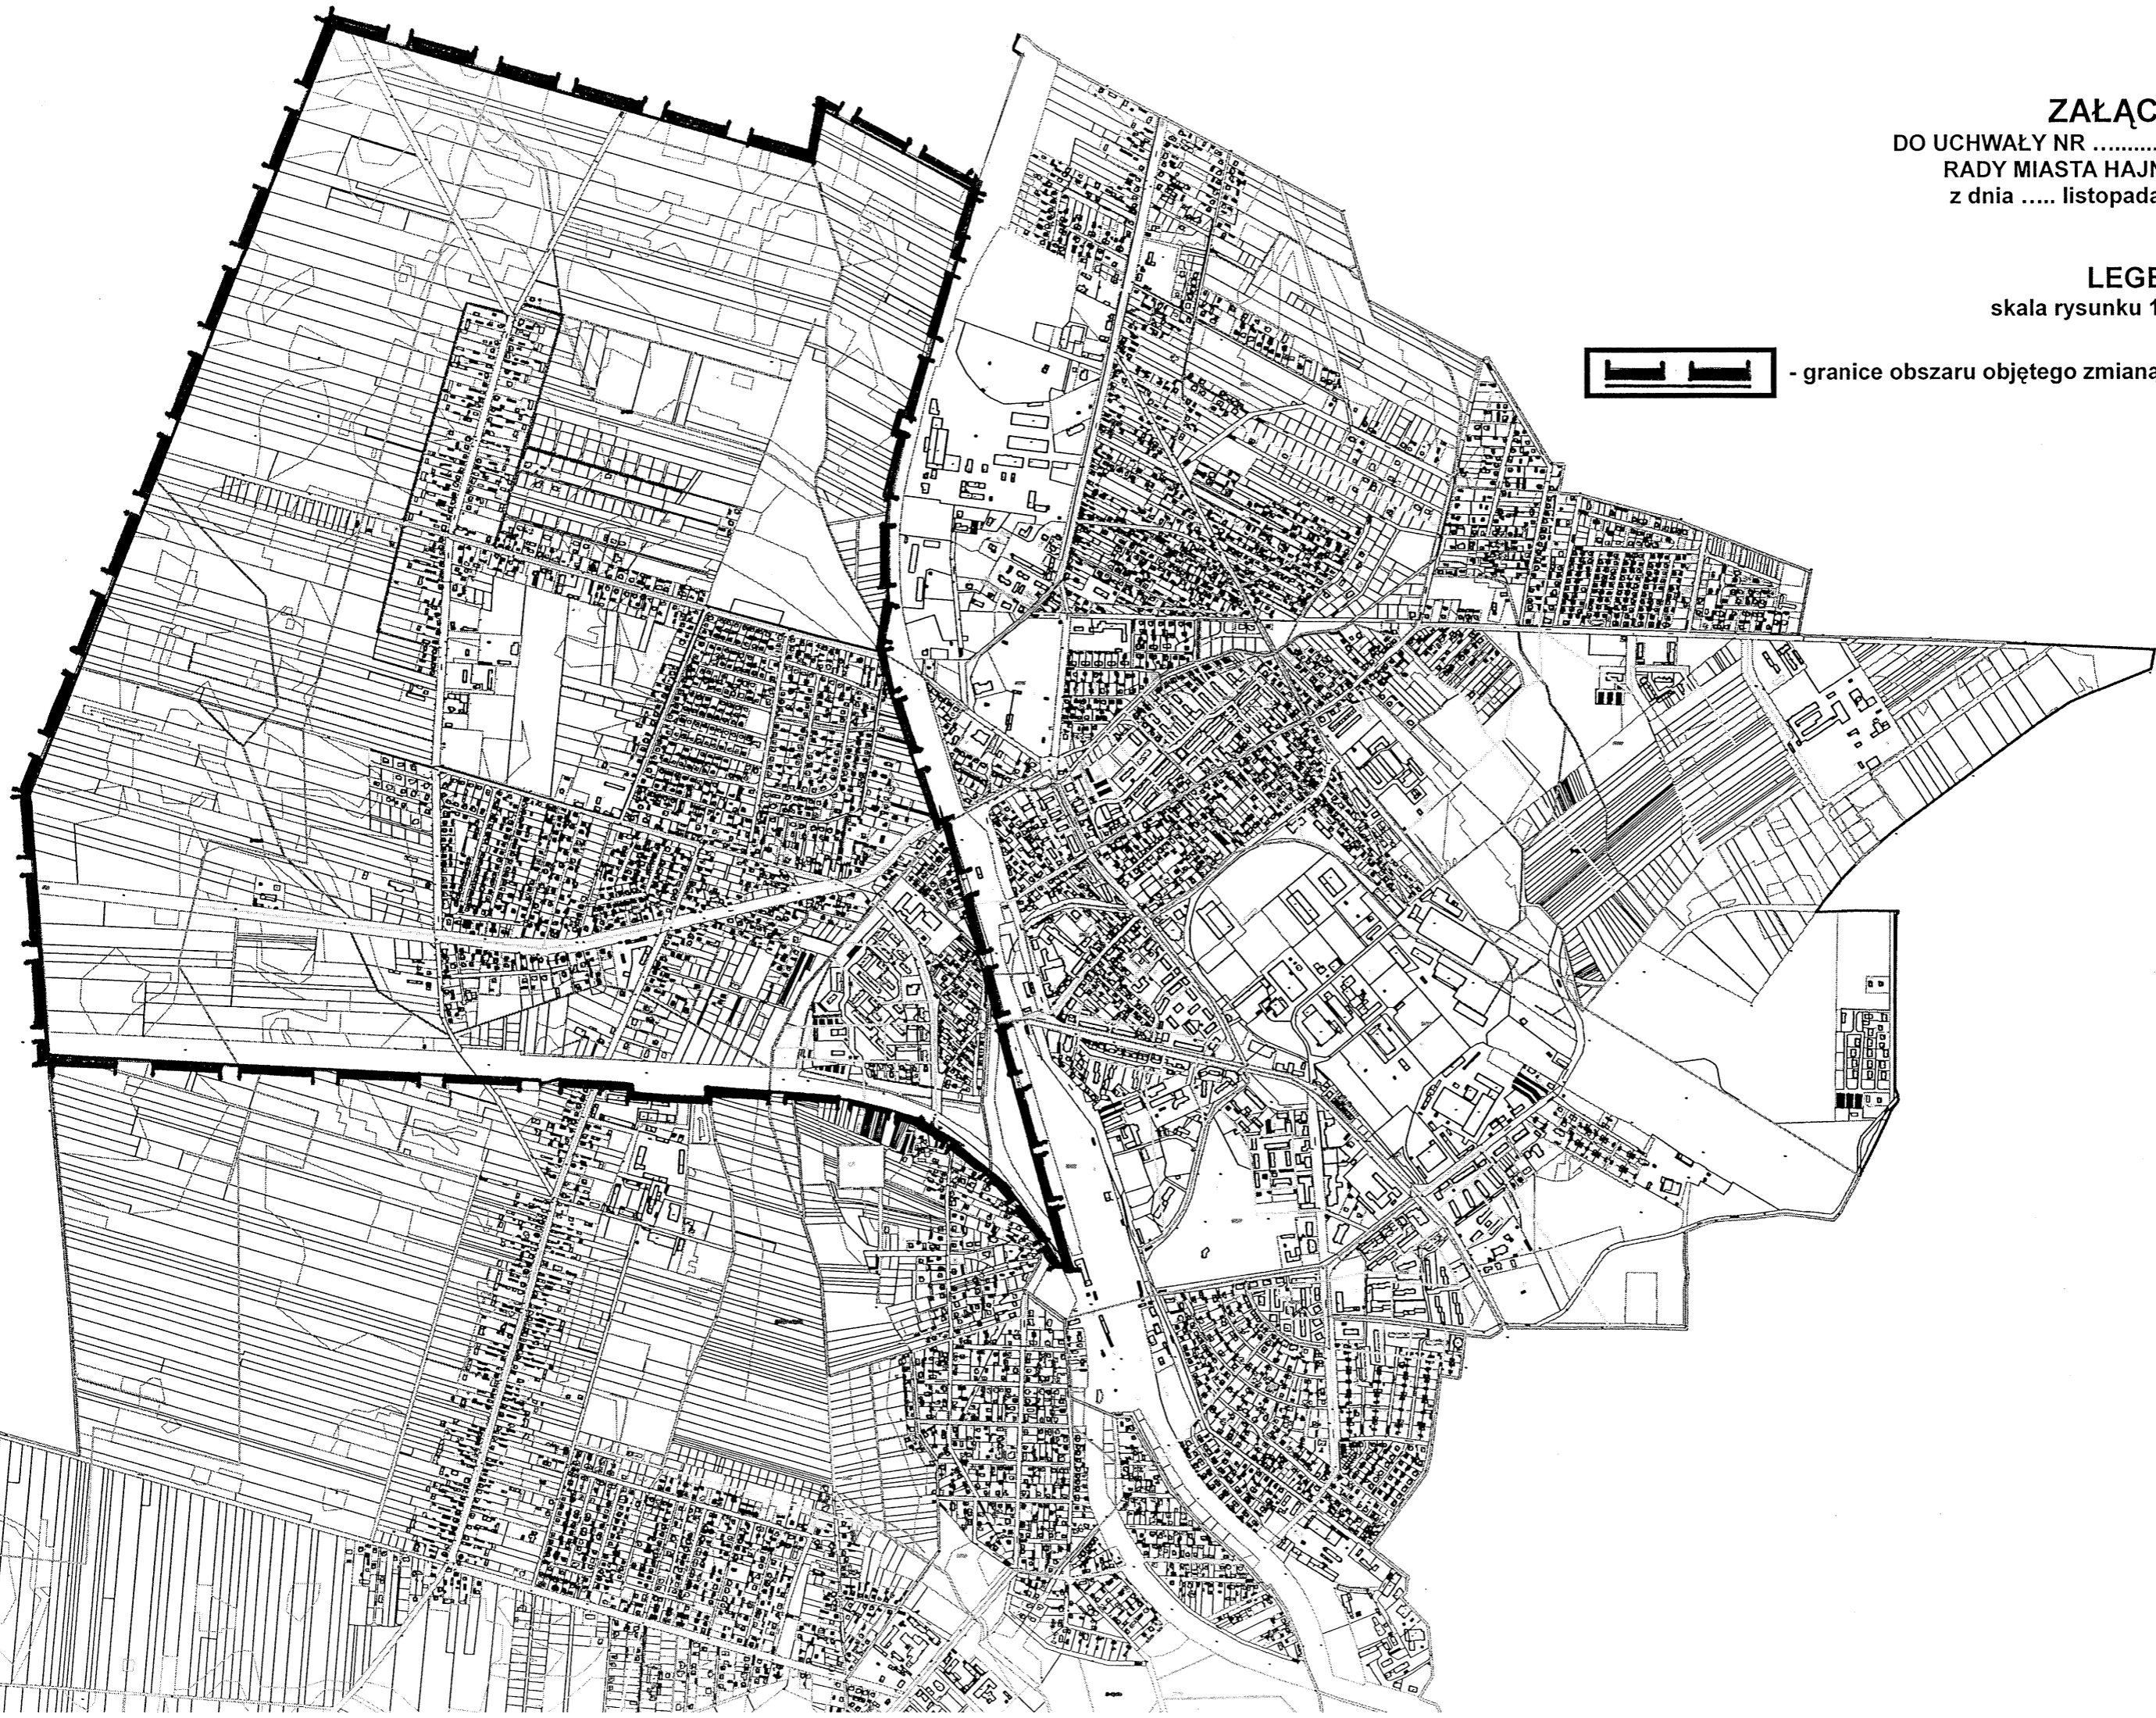 ZAŁĄC
DO UCHWAŁY NR ...........
RADY MIASTA HAJN
z dnia ..... listopada
LEGE
skala rysunku 1
- granice obszaru objętego zmiana